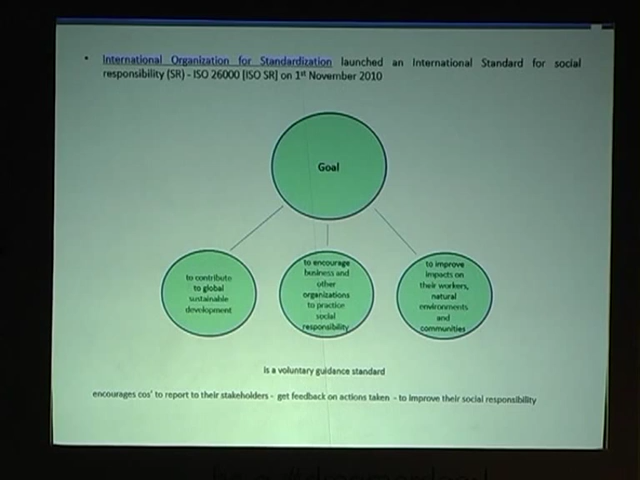 • International Organization for Standardization launched an International Standard for social
responsibility (SR) - ISO 26000 [ISO SR] on 1st November 2010
Goal
to contribute
to global
sustainable
development
to encourage
business and
other
organizations
to practice
social
responsibility
to improve
impacts on
their workers,
natural
environments
and
communities
is a voluntary guidance standard
encourages cos' to report to their stakeholders - get feedback on actions taken - to improve their social responsibility